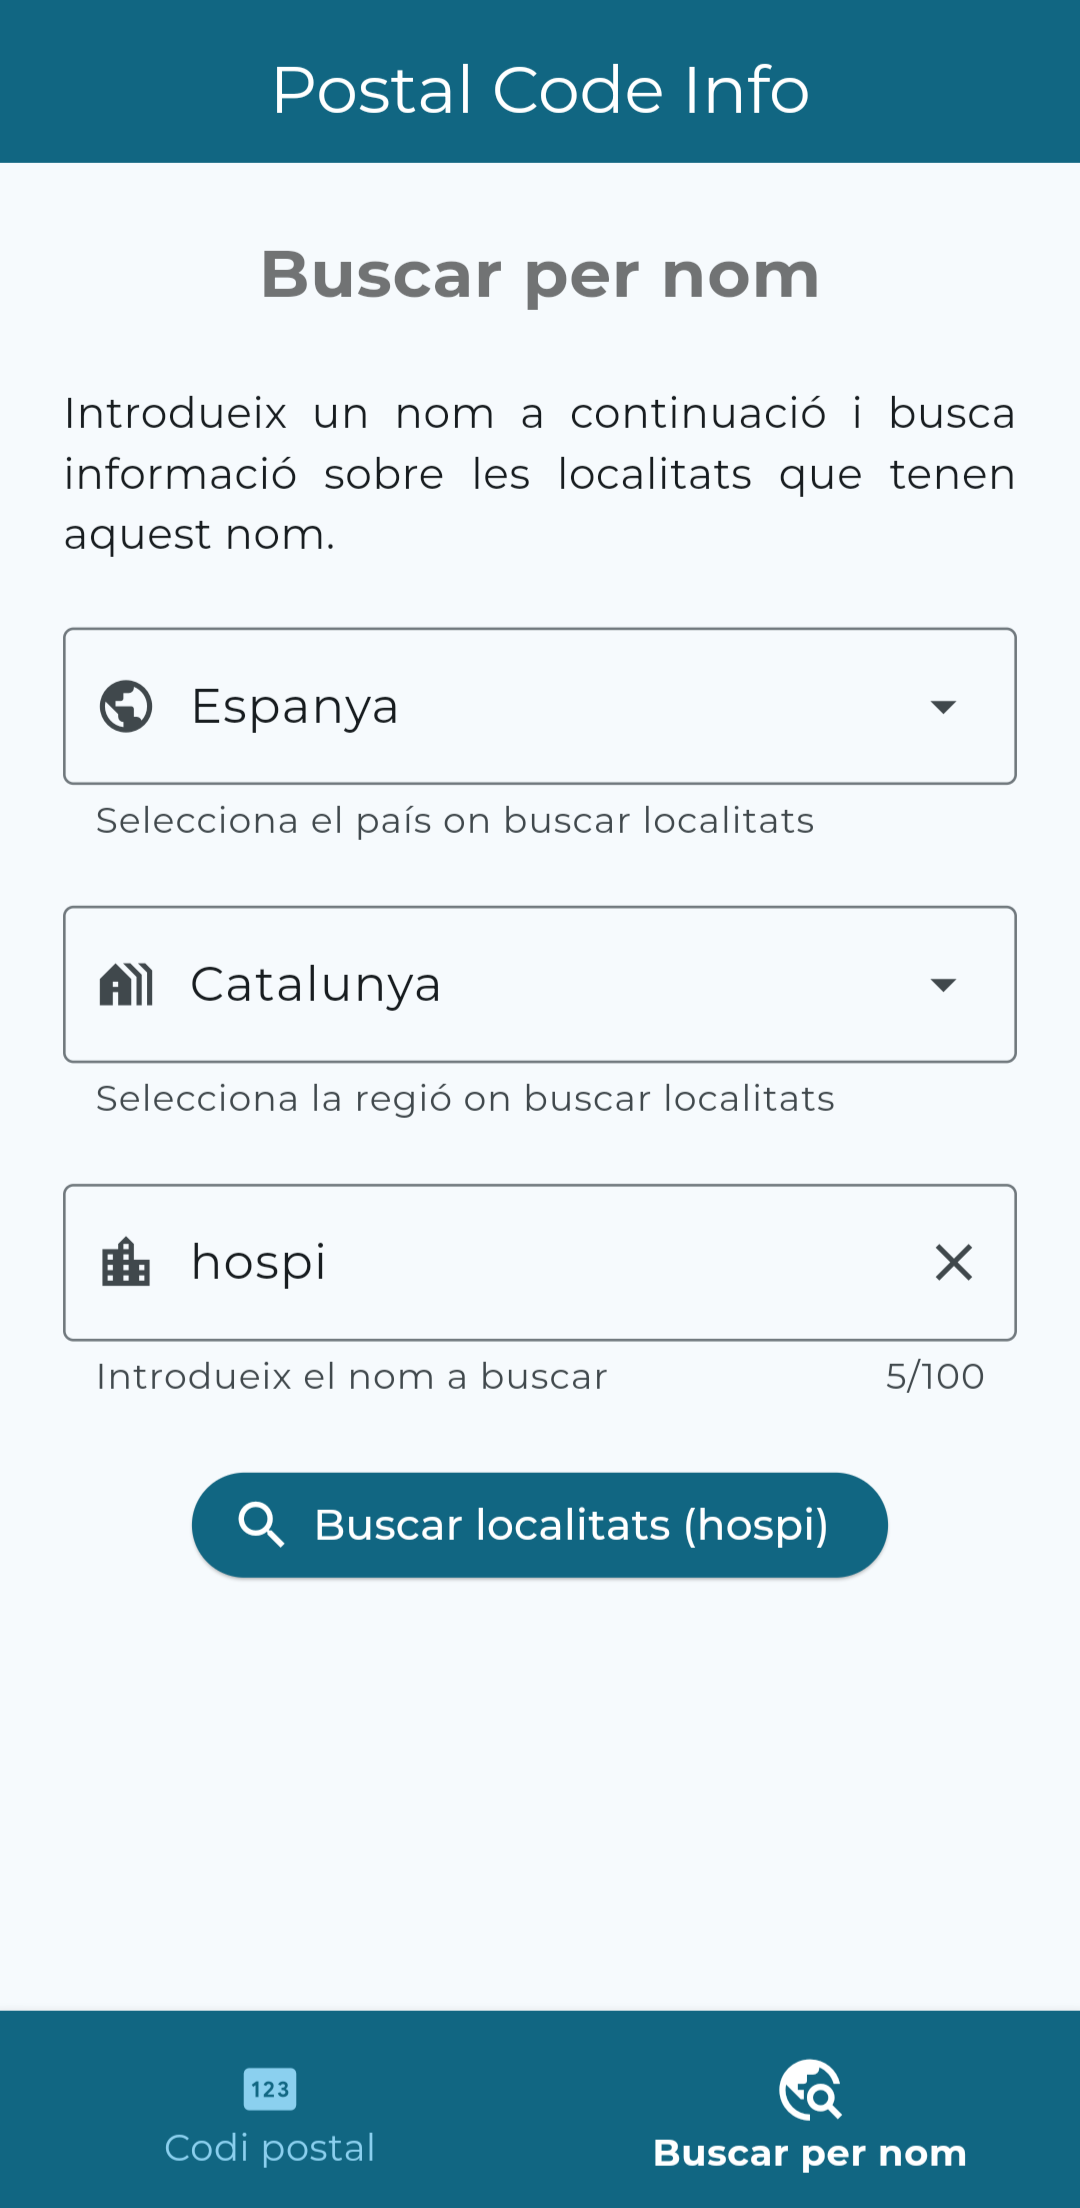 Postal Code Info
Buscar per nom
Introdueix un nom a continuació i busca
informació sobre les localitats que tenen
aquest nom.
Espanya
Selecciona el país on buscar localitats
Catalunya
Selecciona la regió on buscar localitats
hospi
Introdueix el nom a buscar 5/100
Buscar localitats (hospi)
123
Codi postal
Buscar per nom